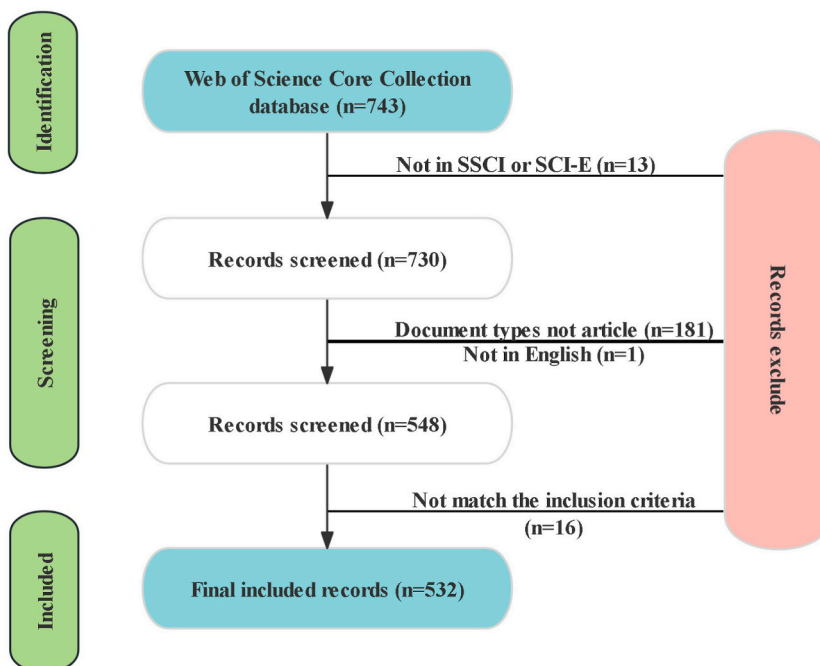 Identification
Web of Science Core Collection
database (n=743)
Not in SSCI or SCI-E (n=13)
Records screened (n=730)
Screening
Document types not article (n=181)
Not in English (n=1)
Records exclude
Records screened (n=548)
Not match the inclusion criteria
(n=16)
Included
Final included records (n=532)